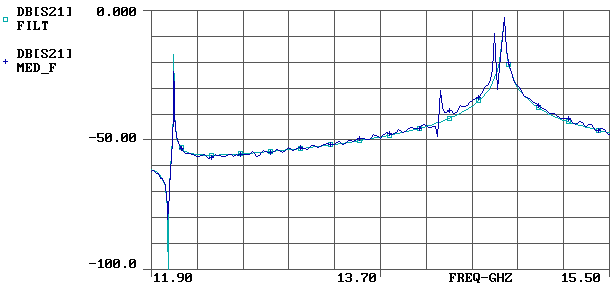 DB[S21]
FILT
DB[S21]
MED_F
0.000
-50.00
-100.0
11.90
13.70
FREQ-GHZ
15.50